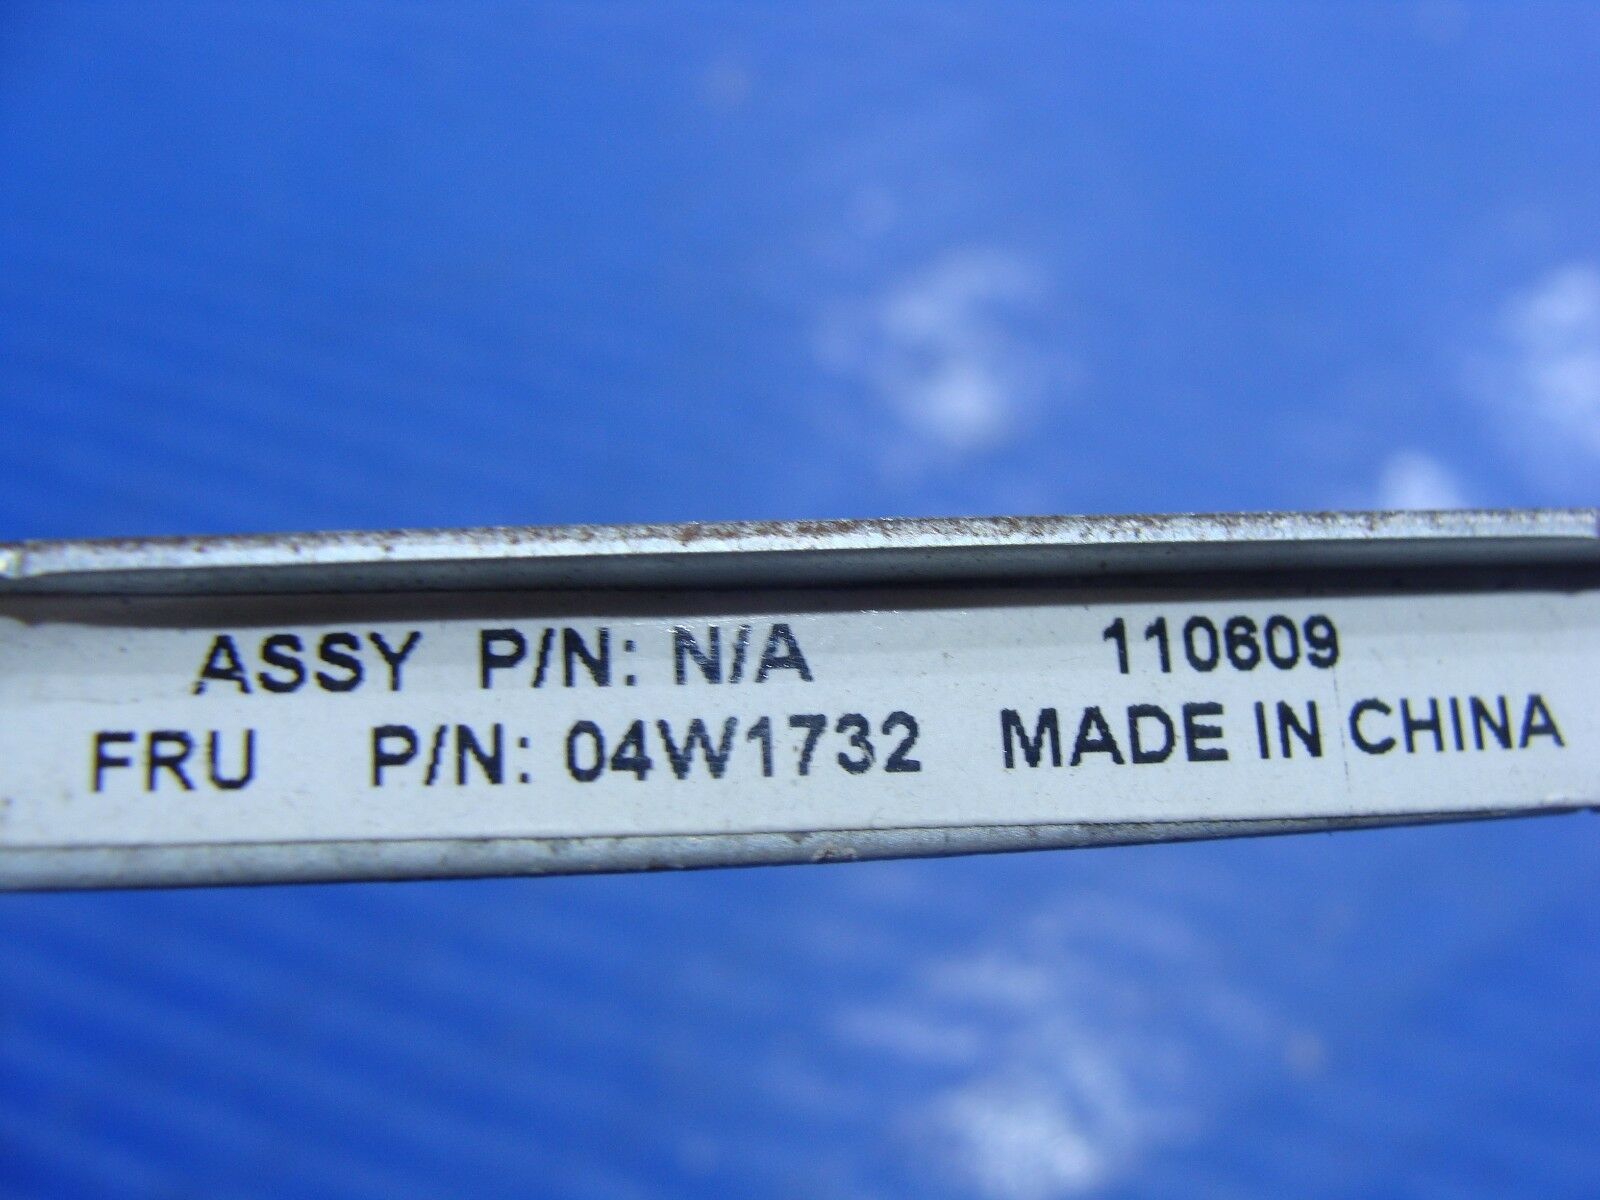 ASSY P/N: N/A 110609
FRU P/N: 04W1732 MADE IN CHINA